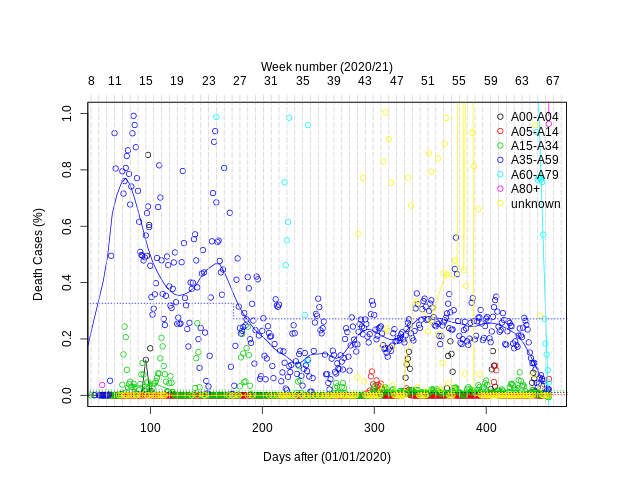 Week number (2020/21)
8 11 15 19 23 27 31 35 39 43 47 51 55 59 63 67
1.0
0.8
0.6
0.4
0.2
0.0
Death Cases (%)
A00-A04
A05-A14
A15-A34
A35-A59
A60-A79
A80+
unknown
100 200 300 400
Days after (01/01/2020)